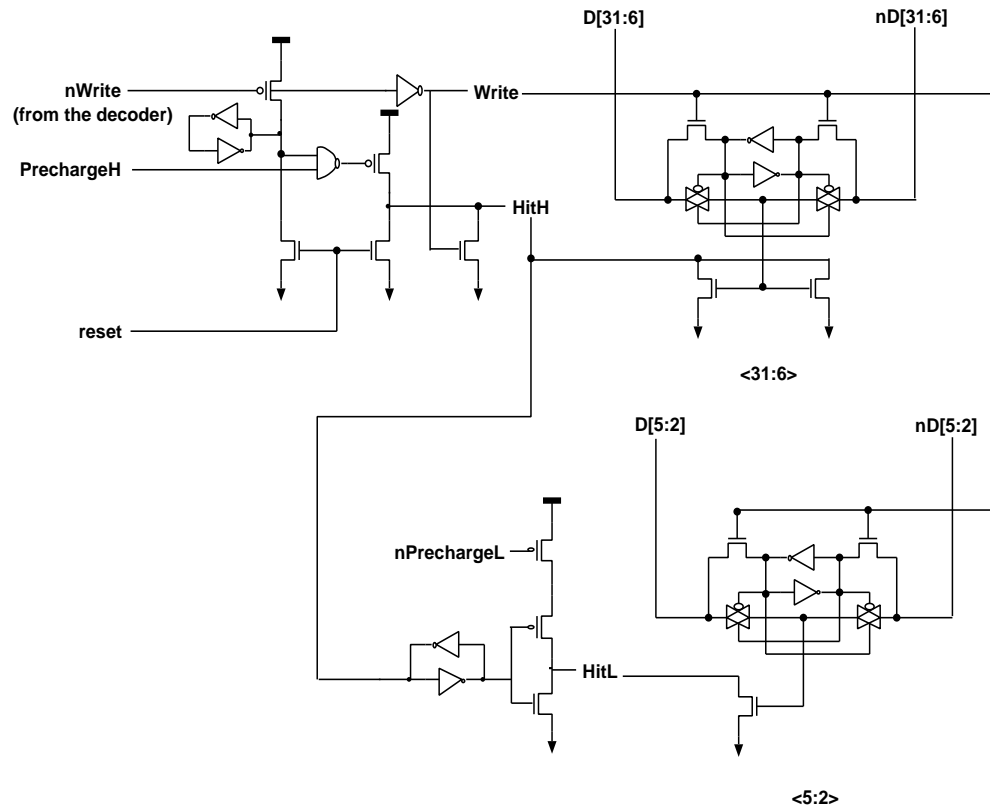 D[31:6]
nD[31:6]
nWrite
(from the decoder)
Write
PrechargeH
HitH
reset
<31:6>
D[5:2]
nD[5:2]
nPrechargeL
HitL
<5:2>